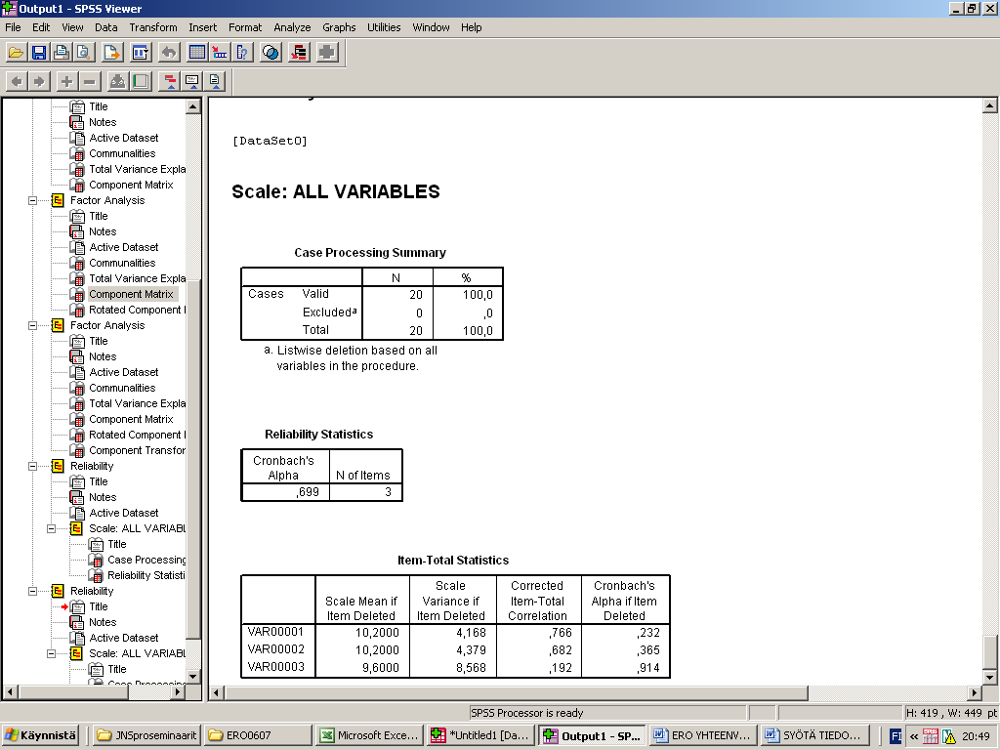 Output1 - SPSS Viewer
File Edit View Data Transform Insert Format Analyze Graphs Utilities Window Help
Title
Notes
Active Dataset
Communalities
Total Variance Expla
Component Matrix
Factor Analysis
Title
Notes
Active Dataset
Communalities
Total Variance Expla
Component Matrix
Rotated Component
Factor Analysis
Title
Notes
Active Dataset
Communalities
Total Variance Expla
Component Matrix
Rotated Component
Component Transfor
Reliability
Title
Notes
Active Dataset
Scale: ALL VARIABL
Title
Case Processing
Reliability Statisti
Reliability
Title
Notes
Active Dataset
Scale: ALL VARIABL
Title
[DataSet0]
Scale: ALL VARIABLES
Case Processing Summary
N %
Cases Valid 20 100,0
Excludeda 0 ,0
Total 20 100,0
a. Listwise deletion based on all
variables in the procedure.
Reliability Statistics
Cronbach's
Alpha N of Items
,699 3
Item-Total Statistics
Scale Mean if Item Deleted Scale Variance if Item Deleted Corrected Item-Total Correlation Cronbach's Alpha if Item Deleted
VAR00001 10,2000 4,168 ,766 ,232
VAR00002 10,2000 4,379 ,682 ,365
VAR00003 9,6000 8,568 ,192 ,914
SPSS Processor is ready H: 419 , W: 449 pt
Käynnistä JNSproseminaarit ERO0607 Microsoft Exce... *Untitled1 [Da... Output1 - SP... ERO YHTEENV... SYÖTÄ TIEDO... FI « 20:49